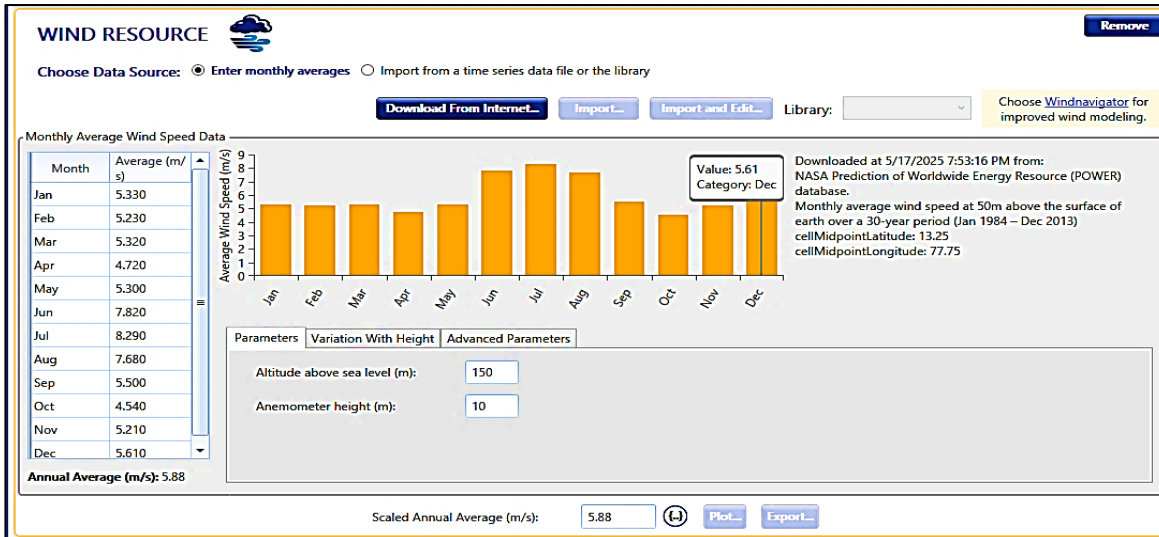 WIND RESOURCE
Remove
Choose Data Source: Enter monthly averages Import from a time series data file or the library
Download From Internet... Import... Import and Edit... Library:
Choose Windnavigator for
improved wind modeling.
Monthly Average Wind Speed Data
Month Average (m/
s)
Jan 5.330
Feb 5.230
Mar 5.320
Apr 4.720
May 5.300
Jun 7.820
Jul 8.290
Aug 7.680
Sep 5.500
Oct 4.540
Nov 5.210
Dec 5.610
Annual Average (m/s): 5.88
Average Wind Speed (m/s)
9
8
7
6
5
4
3
2
1
0
Jan Feb Mar Apr May Jun Jul Aug Sep Oct Nov Dec
Value: 5.61
Category: Dec
Downloaded at 5/17/2025 7:53:16 PM from:
NASA Prediction of Worldwide Energy Resource (POWER)
database.
Monthly average wind speed at 50m above the surface of
earth over a 30-year period (Jan 1984 – Dec 2013)
cellMidpointLatitude: 13.25
cellMidpointLongitude: 77.75
Parameters Variation With Height Advanced Parameters
Altitude above sea level (m): 150
Anemometer height (m): 10
Scaled Annual Average (m/s): 5.88 {..} Plot... Export...